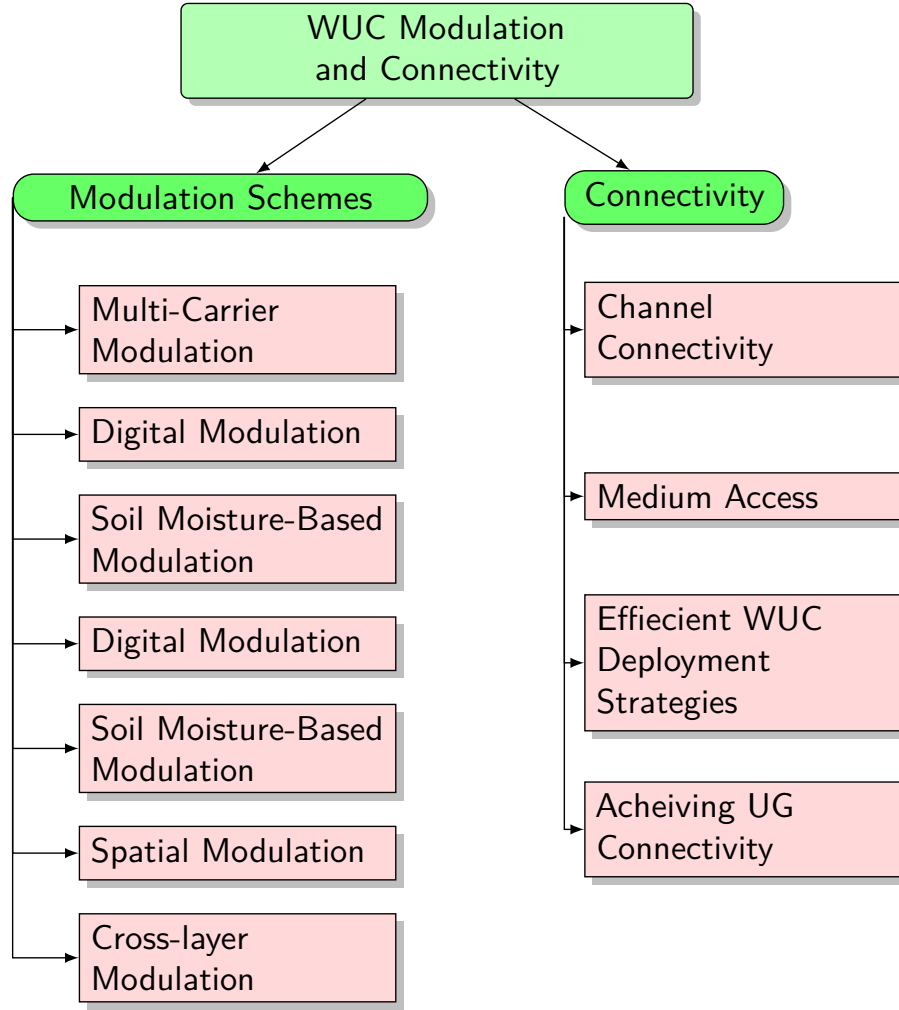 WUC Modulation
and Connectivity
Modulation Schemes
Multi-Carrier
Modulation
Digital Modulation
Soil Moisture-Based
Modulation
Digital Modulation
Soil Moisture-Based
Modulation
Spatial Modulation
Cross-layer
Modulation
Connectivity
Channel
Connectivity
Medium Access
Effiecient WUC
Deployment
Strategies
Acheiving UG
Connectivity